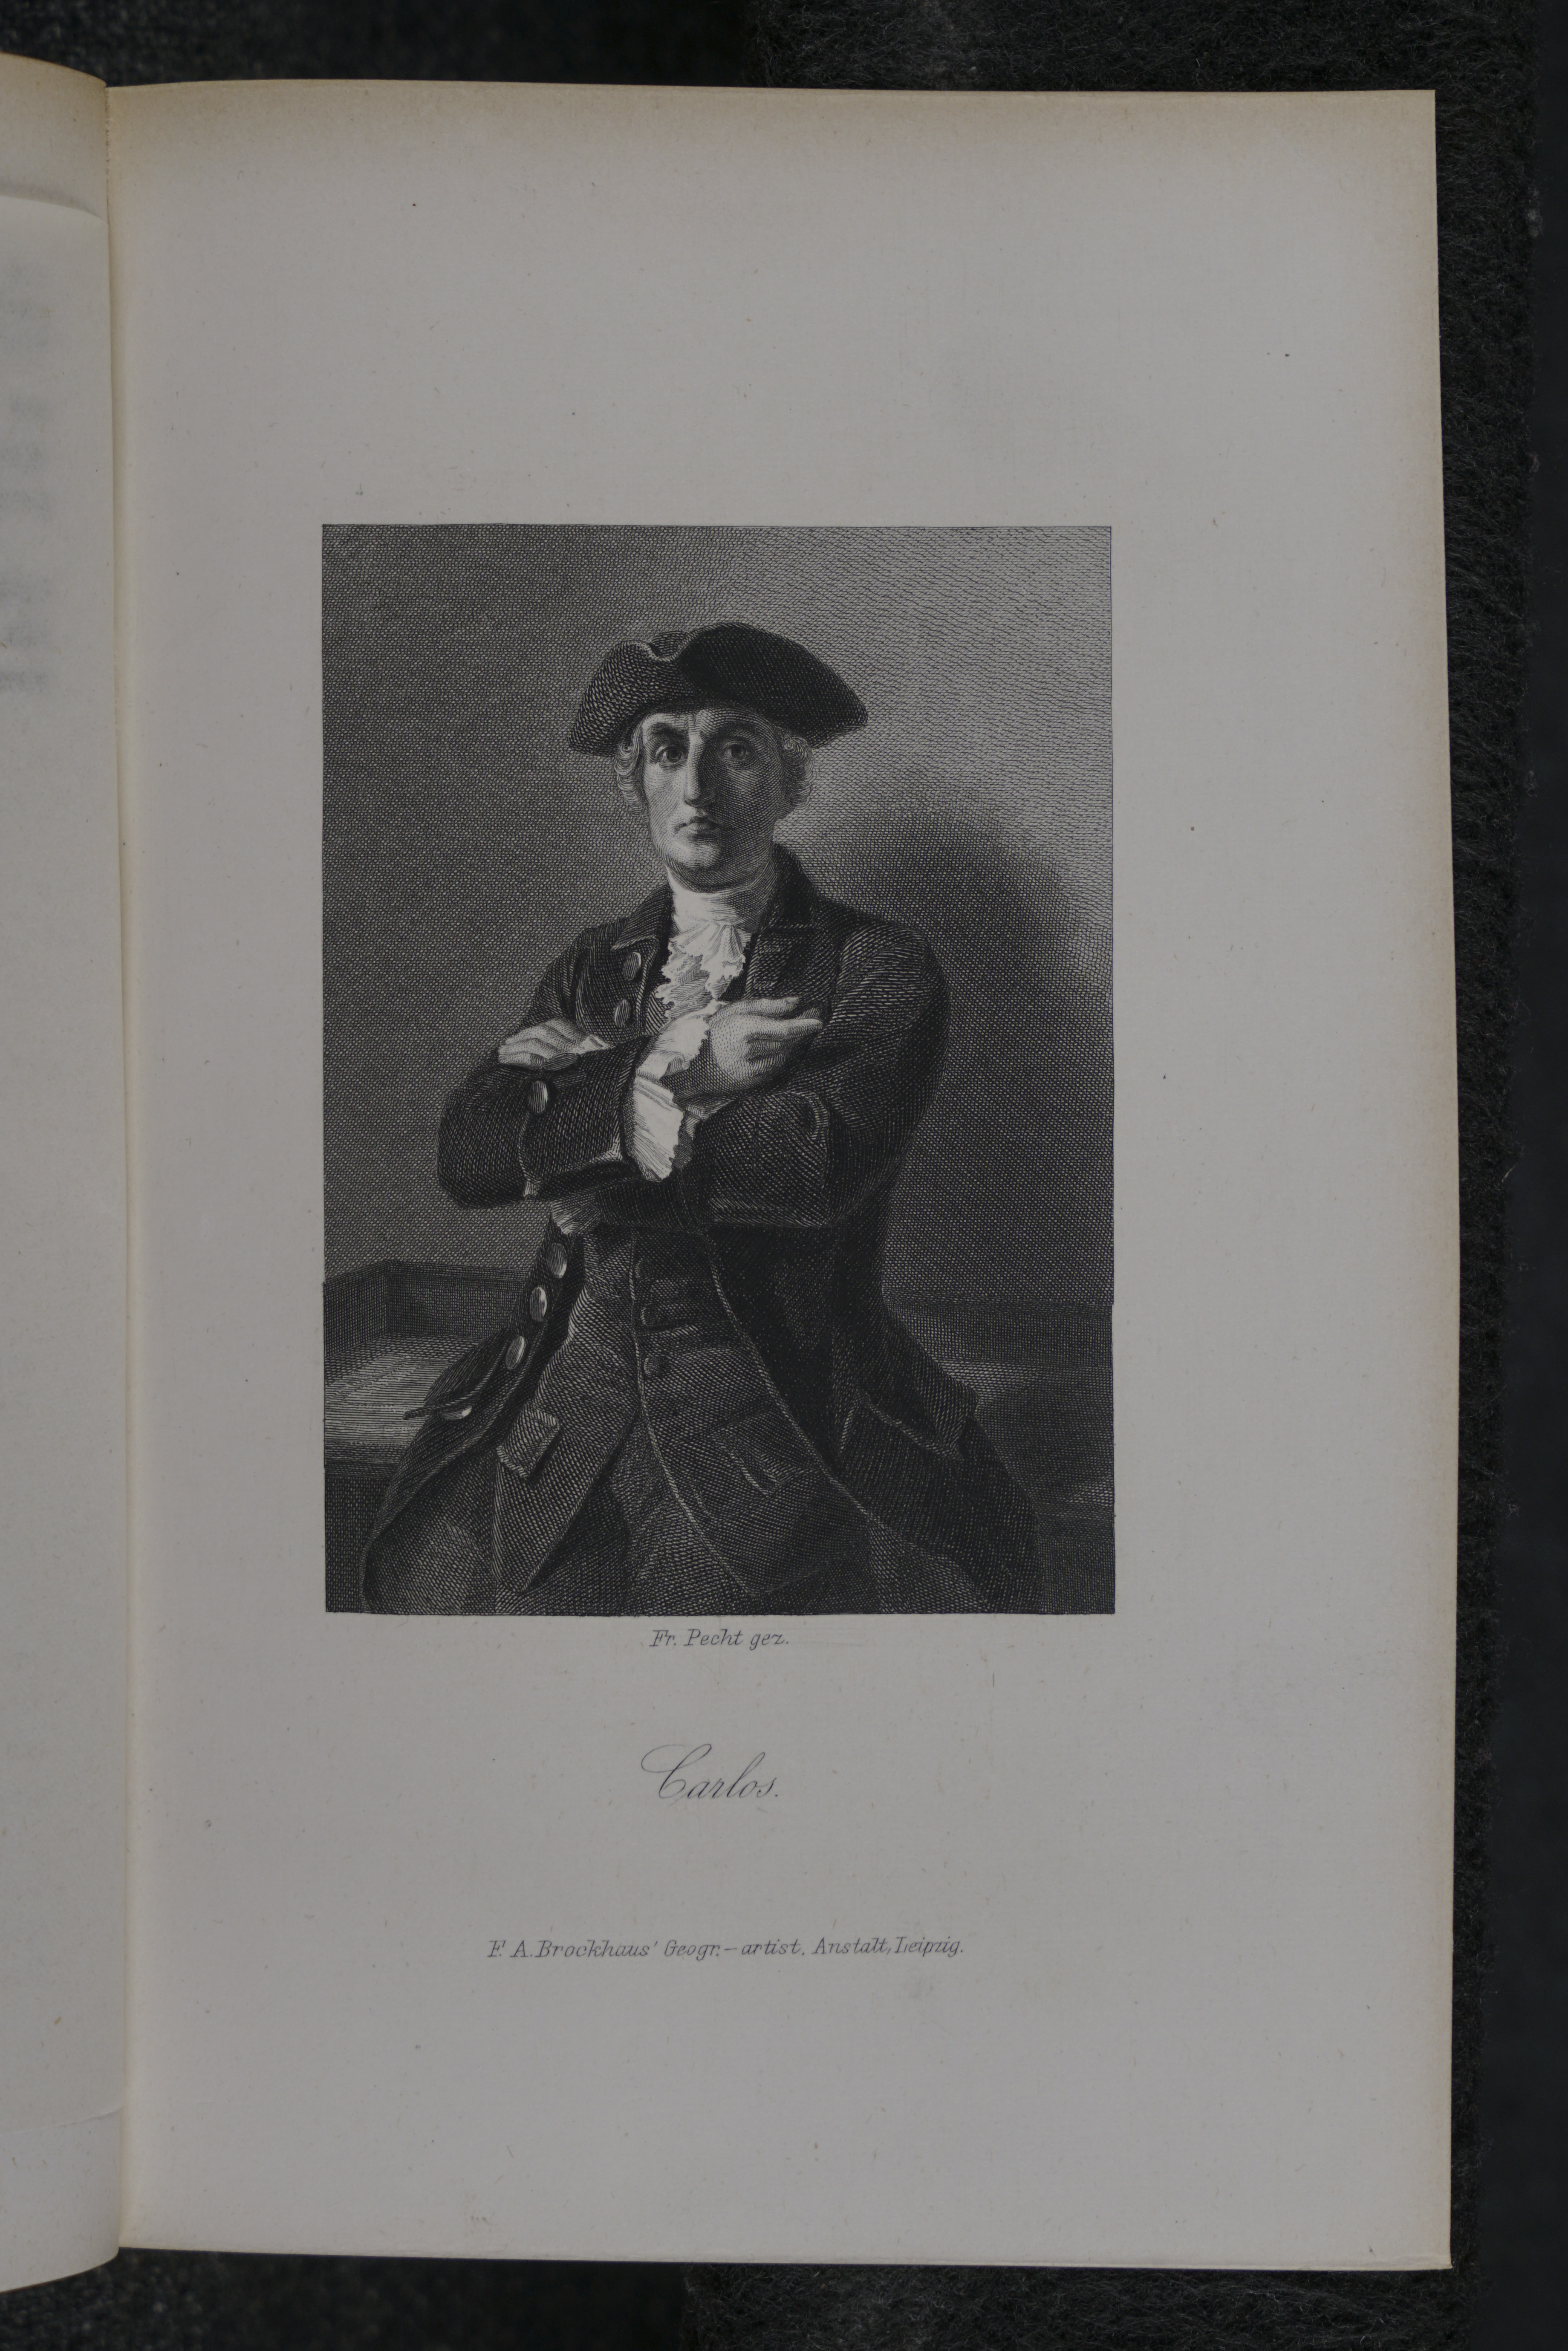 Fr. Pecht gez.
Carlos.
F. A. Brockhaus' Geogr.-artist. Anstalt, Leipzig.